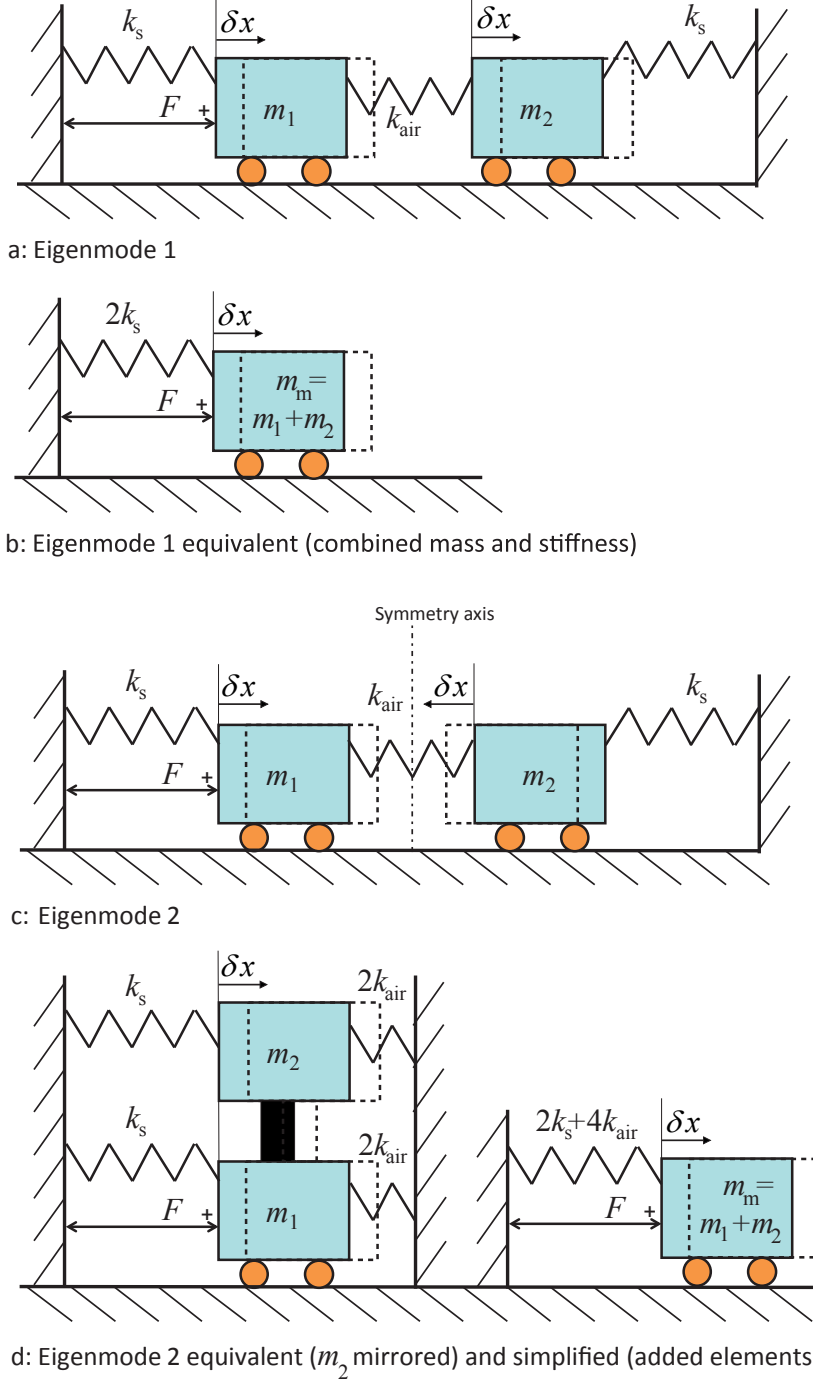 k_s δx δx k_s
F + m_1 k_air m_2
a: Eigenmode 1
2k_s δx
F + m_m=
m_1+m_2
b: Eigenmode 1 equivalent (combined mass and stiffness)
Symmetry axis
k_s δx k_air δx k_s
F + m_1 m_2
c: Eigenmode 2
k_s δx 2k_air
m_2
k_s 2k_air
F + m_1
2k_s+4k_air δx
F + m_m=
m_1+m_2
d: Eigenmode 2 equivalent (m_2 mirrored) and simplified (added elements